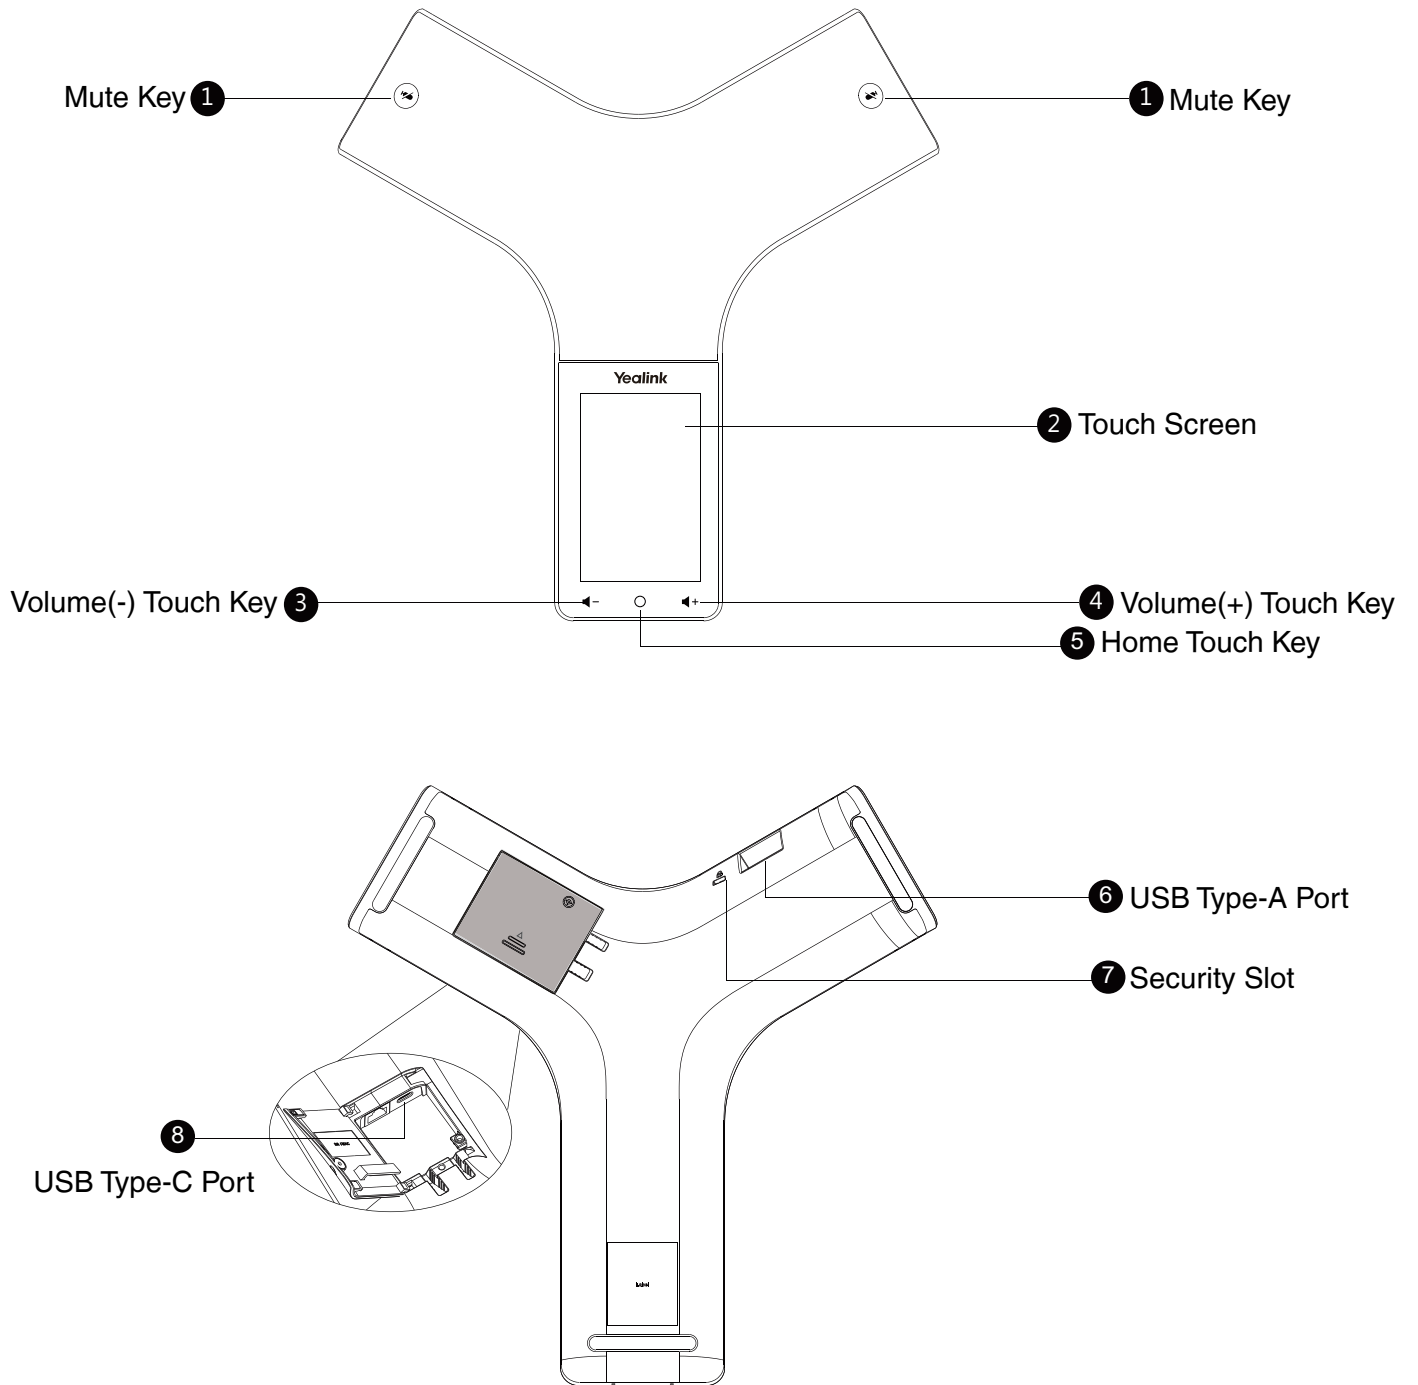 Mute Key 1
1 Mute Key
Yealink
2 Touch Screen
Volume(-) Touch Key 3
4 Volume(+) Touch Key
5 Home Touch Key
6 USB Type-A Port
7 Security Slot
8
USB Type-C Port
Label